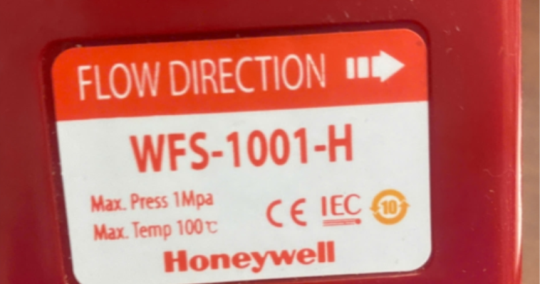 FLOW DIRECTION
WFS-1001-H
Max. Press 1Mpa
Max. Temp 100℃
CE IEC 10
Honeywell